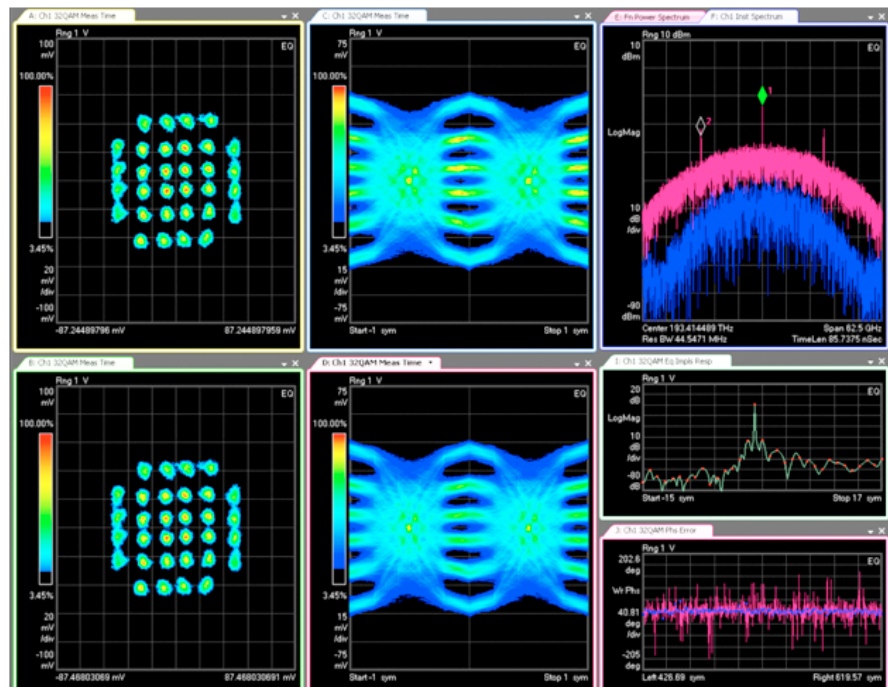 A: Ch1 32QAM Meas Time
Rng 1 V
100
mV
EQ
100.00%
3.45%
20
mV
/div
-100
mV
-87.244897959 mV
87.2448979592 mV
C: Ch1 32QAM Meas Time
Rng 1 V
75
mV
EQ
100.00%
3.45%
15
mV
/div
-75
mV
Start -1 sym
Stop 1 sym
E: Fn Power Spectrum
F: Ch1 Inst Spectrum
Rng 10 dBm
10
dBm
EQ
1
2
LogMag
10
dB
/div
-90
dBm
Center 193.414489 THz
Span 62.5 GHz
Res BW 44.5471 MHz
TimeLen 85.7375 nSec
B: Ch1 32QAM Meas Time
Rng 1 V
100
mV
EQ
100.00%
3.45%
20
mV
/div
-100
mV
-87.468030691 mV
87.468030691 mV
D: Ch1 32QAM Meas Time
Rng 1 V
75
mV
EQ
100.00%
3.45%
15
mV
/div
-75
mV
Start -1 sym
Stop 1 sym
I: Ch1 32QAM Eq Impls Resp
Rng 1 V
20
dB
EQ
LogMag
20
dB
/div
-80
dB
Start -15 sym
Stop 17 sym
J: Ch1 32QAM Phs Error
Rng 1 V
202.6
deg
EQ
Wr Phs
40.81
deg
/div
-205
deg
Left 426.69 sym
Right 619.57 sym